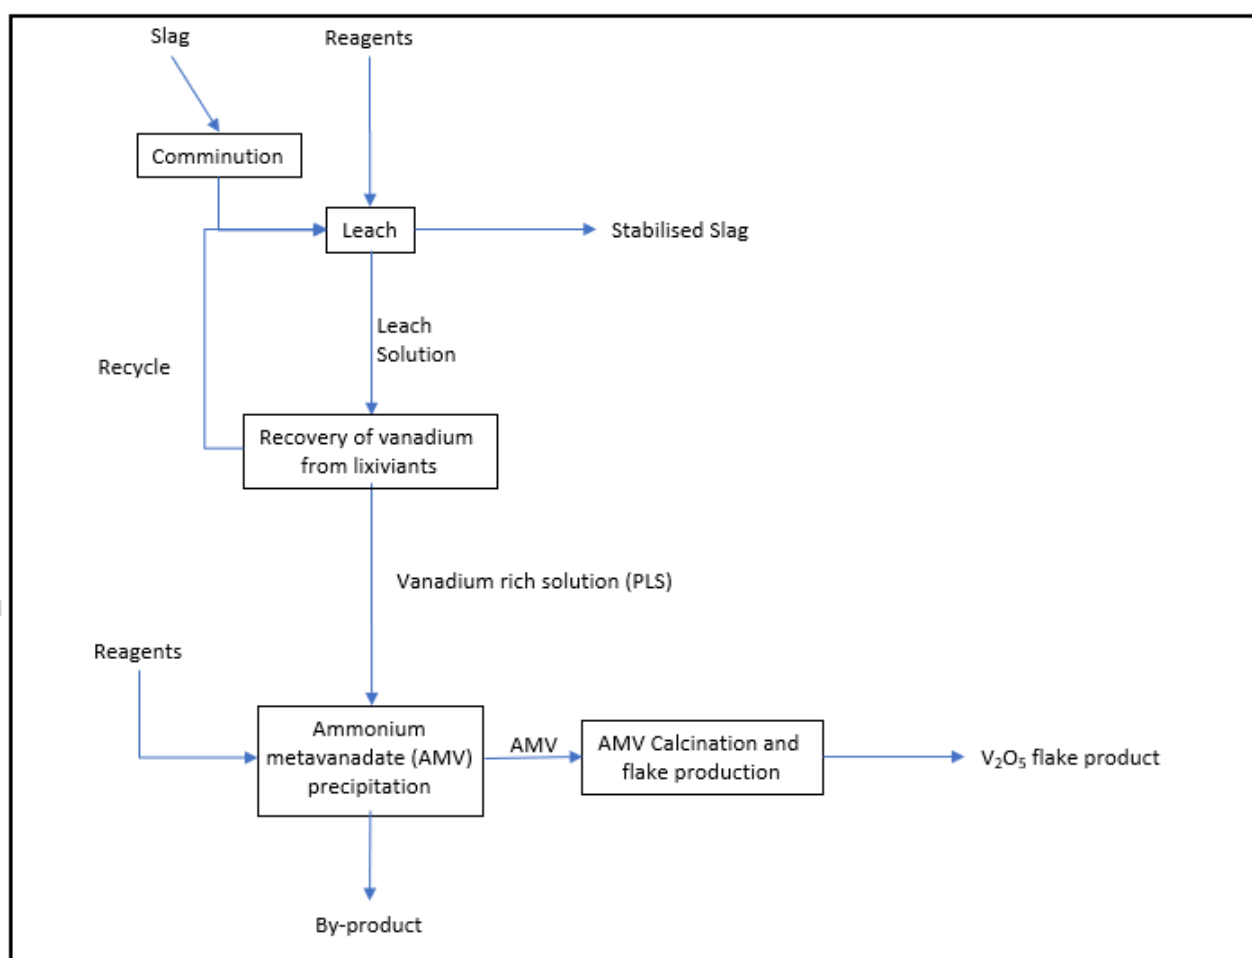 Slag
Reagents
Comminution
Leach
Stabilised Slag
Leach
Solution
Recycle
Recovery of vanadium
from lixiviants
Vanadium rich solution (PLS)
Reagents
Ammonium
metavanadate (AMV)
precipitation
AMV
AMV Calcination and
flake production
V₂O₅ flake product
By-product